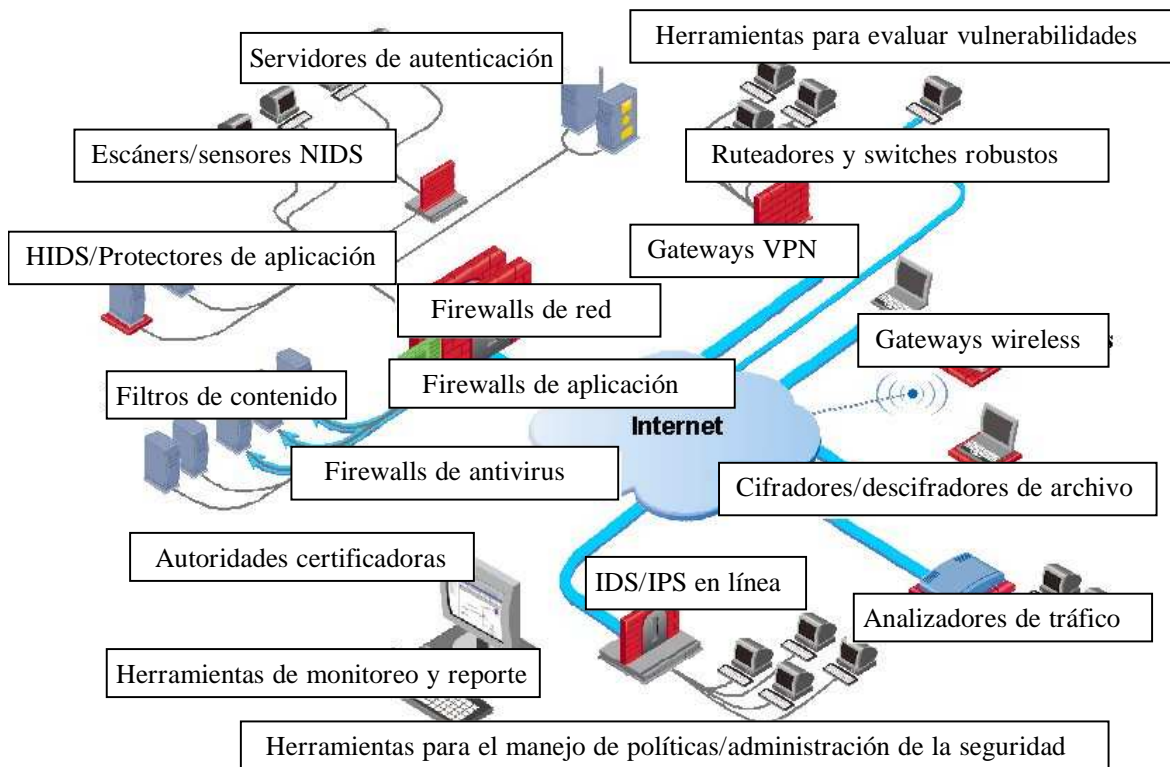 Herramientas para evaluar vulnerabilidades
Servidores de autenticación
Escáners/sensores NIDS
Ruteadores y switches robustos
HIDS/Protectores de aplicación
Gateways VPN
Firewalls de red
Gateways wireless
s
Firewalls de aplicación
Filtros de contenido
Internet
Firewalls de antivirus
Cifradores/descifradores de archivo
Autoridades certificadoras
IDS/IPS en línea
Analizadores de tráfico
Herramientas de monitoreo y reporte
Herramientas para el manejo de políticas/administración de la seguridad